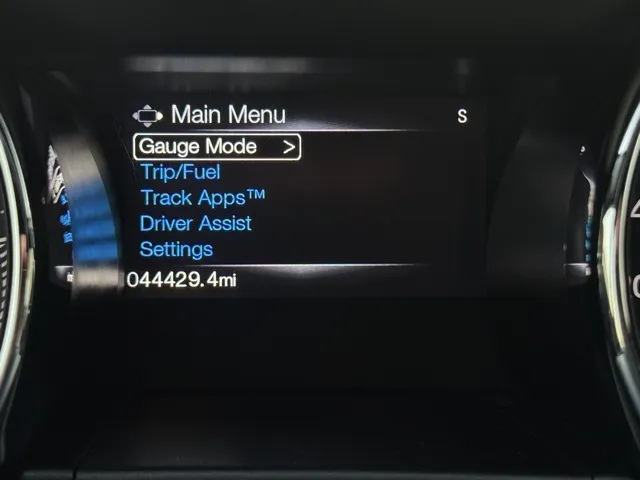 Main Menu S
Gauge Mode >
Trip/Fuel
Track Apps™
Driver Assist
Settings
044429.4mi